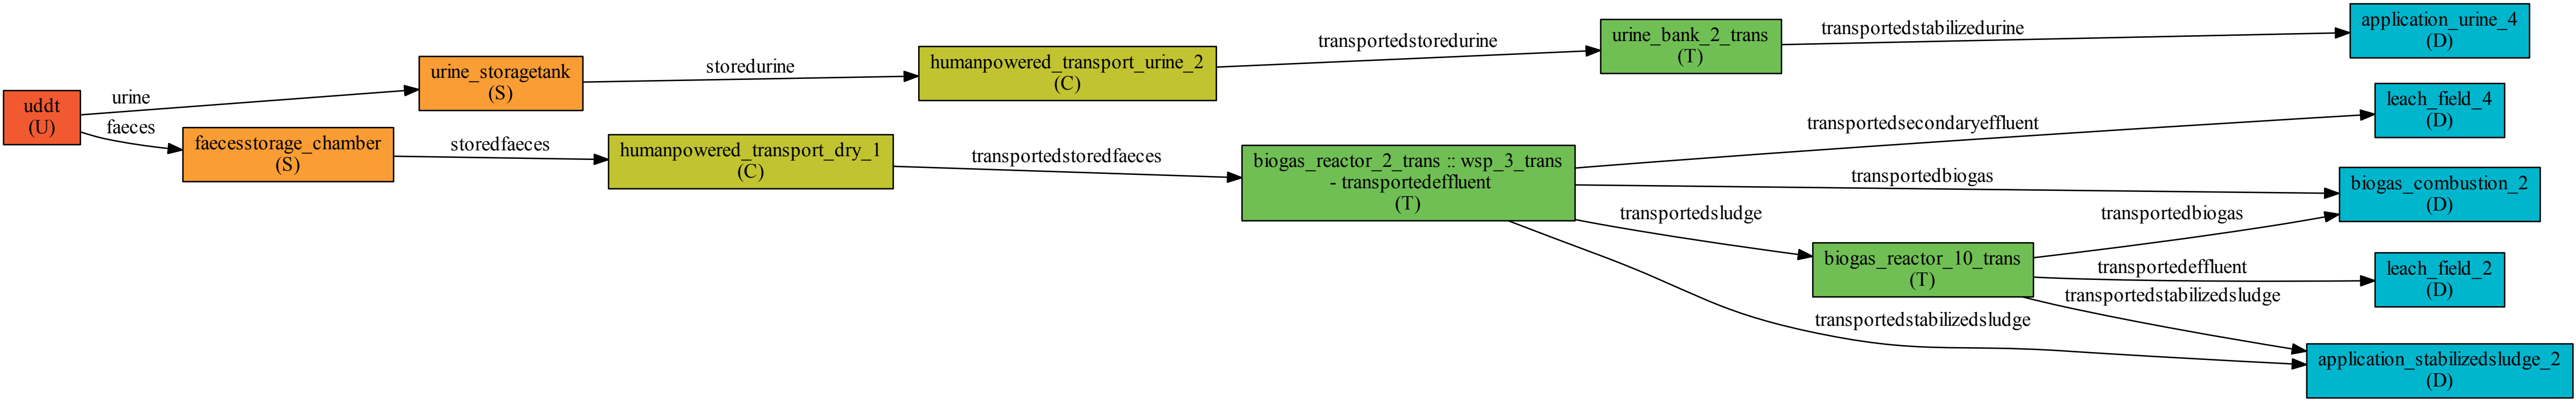 uddt
(U)
urine
faeces
urine_storagetank
(S)
faecesstorage_chamber
(S)
storedurine
storedfaeces
humanpowered_transport_urine_2
(C)
humanpowered_transport_dry_1
(C)
transportedstoredurine
transportedstoredfaeces
urine_bank_2_trans
(T)
biogas_reactor_2_trans :: wsp_3_trans
- transportedeffluent
(T)
transportedstabilizedurine
transportedsecondaryeffluent
transportedbiogas
transportedsludge
biogas_reactor_10_trans
(T)
transportedbiogas
transportedeffluent
transportedstabilizedsludge
transportedstabilizedsludge
application_urine_4
(D)
leach_field_4
(D)
biogas_combustion_2
(D)
leach_field_2
(D)
application_stabilizedsludge_2
(D)